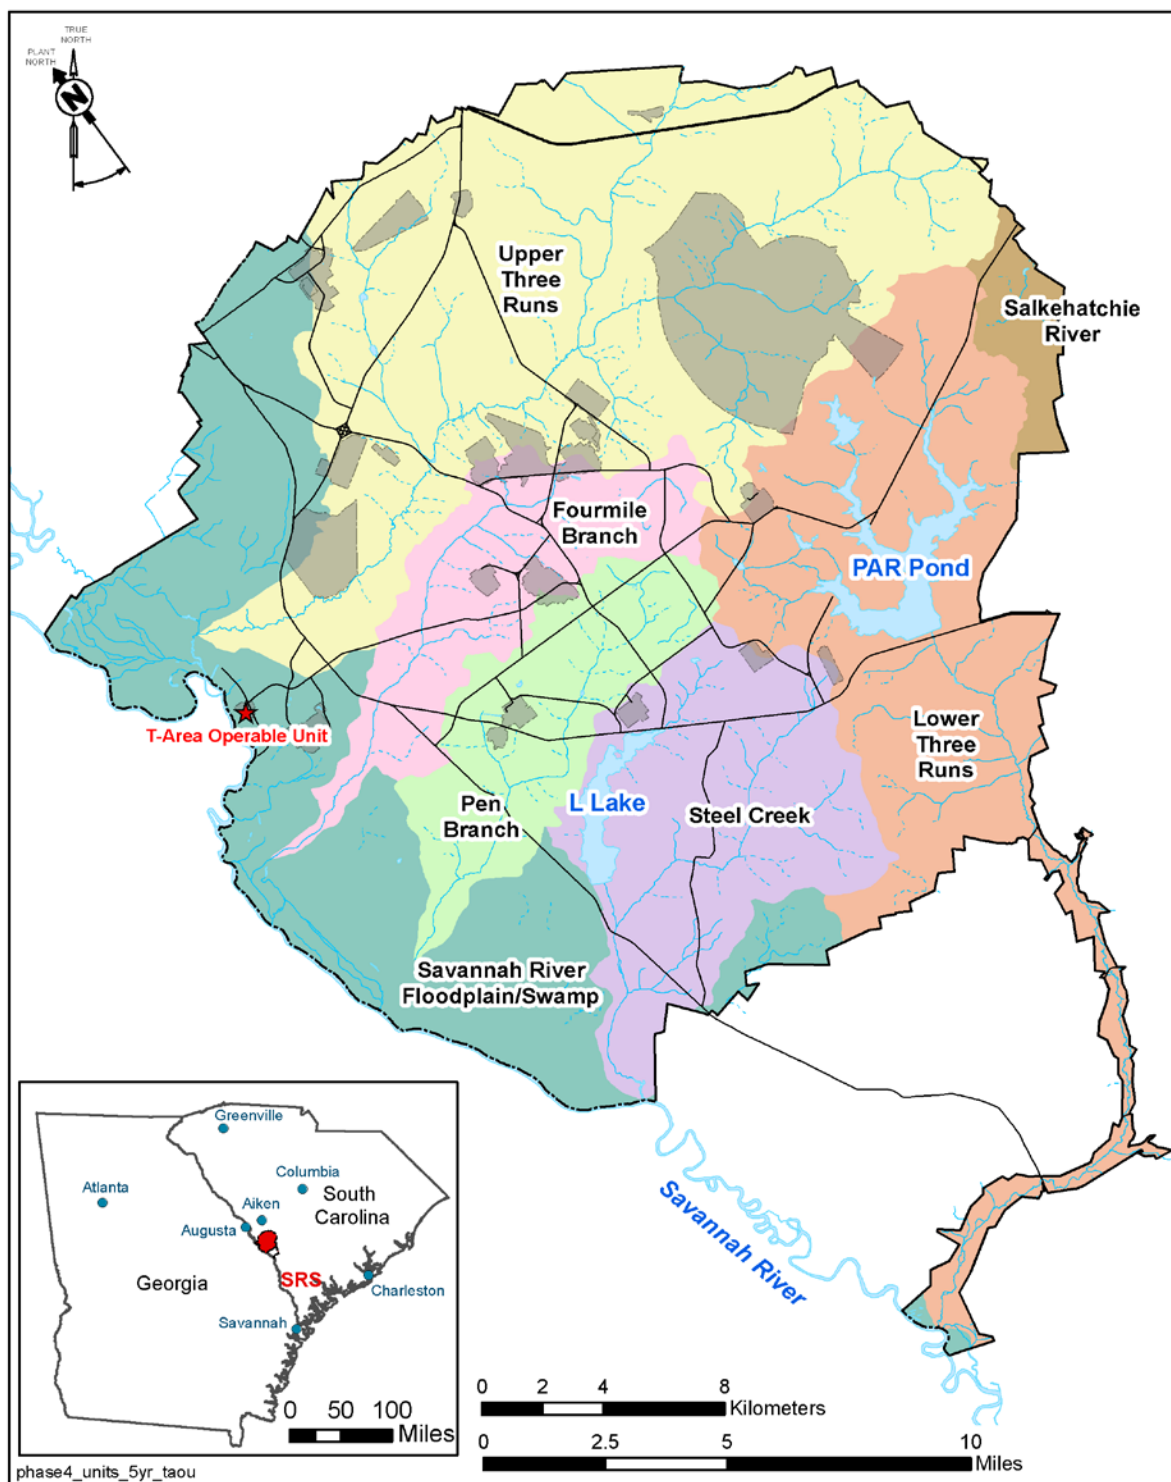 TRUE
NORTH
PLANT
NORTH
N
Upper
Three
Runs
Salkehatchie
River
Fourmile
Branch
PAR Pond
T-Area Operable Unit
Lower
Three
Runs
Pen
Branch
L Lake
Steel Creek
Savannah River
Floodplain/Swamp
Savannah River
Greenville
Columbia
Atlanta
Aiken
South
Carolina
Augusta
Georgia
SRS
Charleston
Savannah
0 50 100
Miles
0 2 4 8
Kilometers
0 2.5 5 10
Miles
phase4_units_5yr_taou